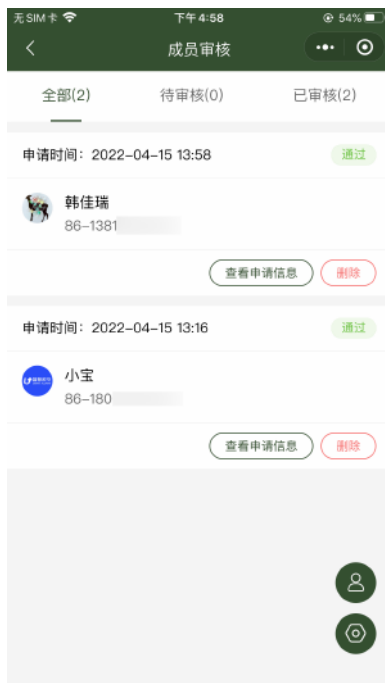 无SIM卡 下午4:58 54%
成员审核
全部(2) 待审核(0) 已审核(2)
申请时间：2022-04-15 13:58 通过
韩佳瑞
86-1381
查看申请信息 删除
申请时间：2022-04-15 13:16 通过
小宝
86-180
查看申请信息 删除